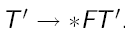 T′ → *FT′.